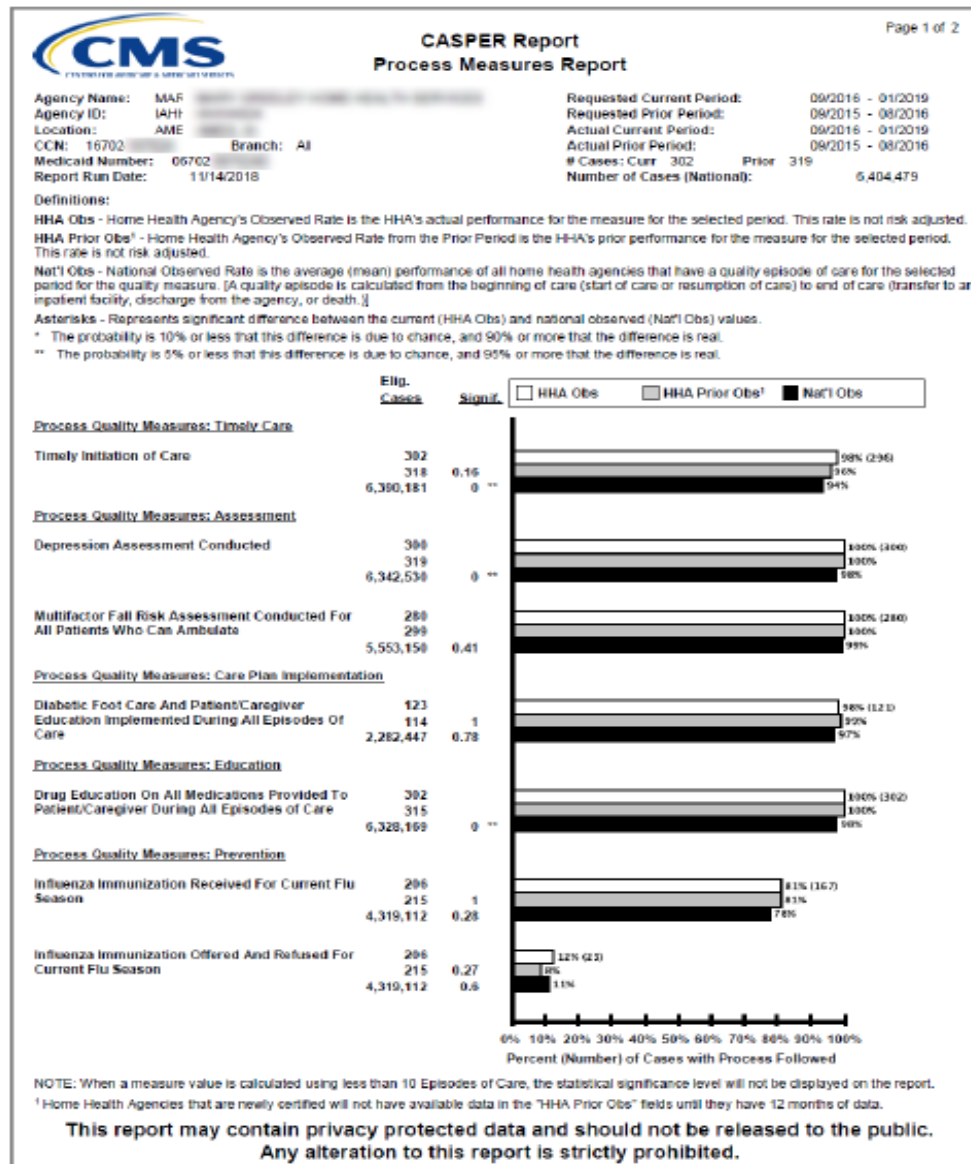 CMS
CASPER Report
Process Measures Report
Page 1 of 2
Agency Name: MAF
Agency ID: IAHI
Location: AME
CCN: 16702 Branch: All
Medicaid Number: 06702
Report Run Date: 11/14/2018
Requested Current Period: 09/2016 - 01/2019
Requested Prior Period: 09/2015 - 08/2016
Actual Current Period: 09/2016 - 01/2019
Actual Prior Period: 09/2015 - 08/2016
# Cases: Curr 302 Prior 319
Number of Cases (National): 6,404,479
Definitions:
HHA Obs - Home Health Agency's Observed Rate is the HHA's actual performance for the measure for the selected period. This rate is not risk adjusted.
HHA Prior Obs¹ - Home Health Agency's Observed Rate from the Prior Period is the HHA's prior performance for the measure for the selected period.
This rate is not risk adjusted.
Nat'l Obs - National Observed Rate is the average (mean) performance of all home health agencies that have a quality episode of care for the selected
period for the quality measure. [A quality episode is calculated from the beginning of care (start of care or resumption of care) to end of care (transfer to an
inpatient facility, discharge from the agency, or death.)]
Asterisks - Represents significant difference between the current (HHA Obs) and national observed (Nat'l Obs) values.
* The probability is 10% or less that this difference is due to chance, and 90% or more that the difference is real.
** The probability is 5% or less that this difference is due to chance, and 95% or more that the difference is real.
Elig.
Cases Signif.
HHA Obs HHA Prior Obs¹ Nat'l Obs
Process Quality Measures: Timely Care
Timely Initiation of Care 302 98% (296)
318 0.16 96%
6,390,181 0 ** 94%
Process Quality Measures: Assessment
Depression Assessment Conducted 300 100% (300)
319 100%
6,342,530 0 ** 98%
Multifactor Fall Risk Assessment Conducted For 280 100% (280)
All Patients Who Can Ambulate 299 100%
5,553,150 0.41 99%
Process Quality Measures: Care Plan Implementation
Diabetic Foot Care And Patient/Caregiver 123 98% (121)
Education Implemented During All Episodes Of 114 1 99%
Care 2,282,447 0.78 97%
Process Quality Measures: Education
Drug Education On All Medications Provided To 302 100% (302)
Patient/Caregiver During All Episodes of Care 315 100%
6,328,169 0 ** 98%
Process Quality Measures: Prevention
Influenza Immunization Received For Current Flu 206 81% (167)
Season 215 1 81%
4,319,112 0.28 78%
Influenza Immunization Offered And Refused For 206 12% (25)
Current Flu Season 215 0.27 8%
4,319,112 0.6 11%
0% 10% 20% 30% 40% 50% 60% 70% 80% 90% 100%
Percent (Number) of Cases with Process Followed
NOTE: When a measure value is calculated using less than 10 Episodes of Care, the statistical significance level will not be displayed on the report.
¹ Home Health Agencies that are newly certified will not have available data in the "HHA Prior Obs" fields until they have 12 months of data.
This report may contain privacy protected data and should not be released to the public.
Any alteration to this report is strictly prohibited.